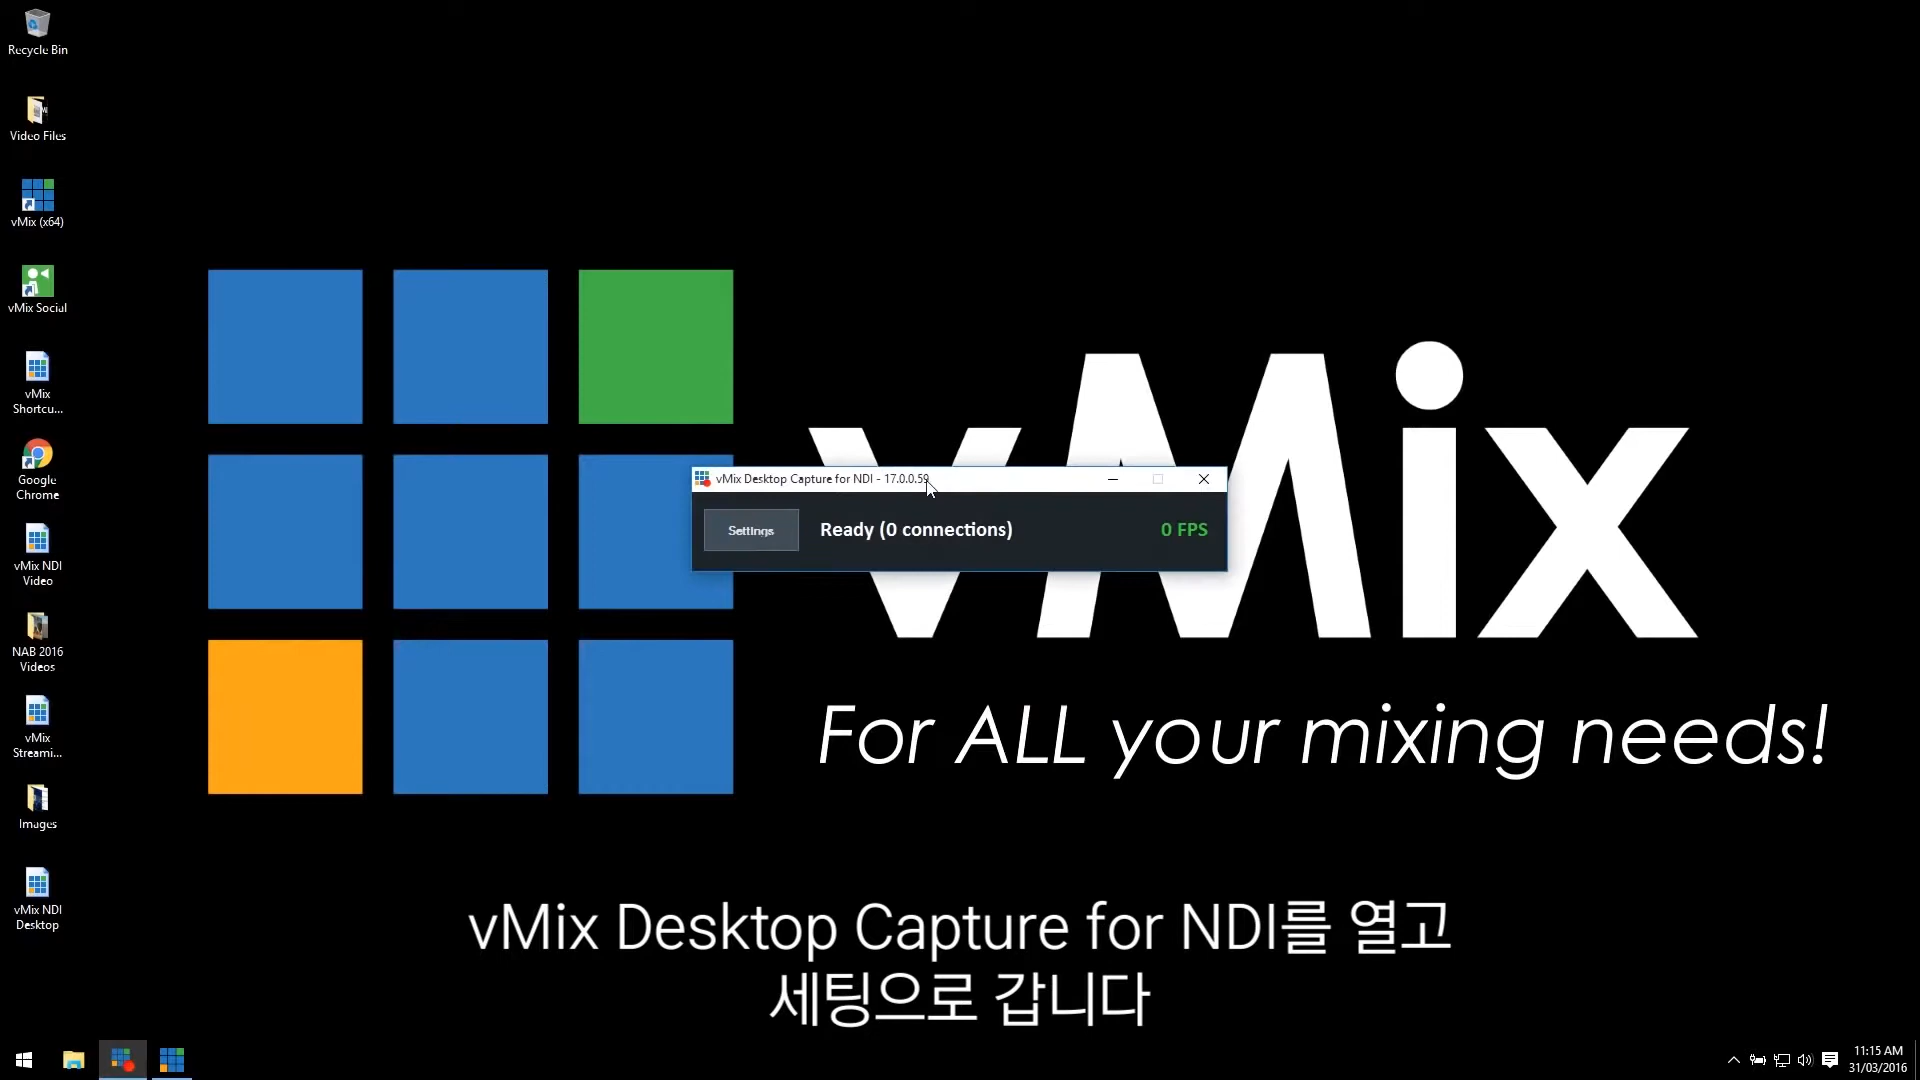 Recycle Bin
Video Files
vMix (x64)
vMix Social
vMix
Shortcu...
Google
Chrome
vMix NDI
Video
NAB 2016
Videos
vMix
Streami...
Images
vMix NDI
Desktop
vMix
For ALL your mixing needs!
vMix Desktop Capture for NDI - 17.0.0.59
Settings
Ready (0 connections)
0 FPS
vMix Desktop Capture for NDI를 열고
세팅으로 갑니다
11:15 AM
31/03/2016